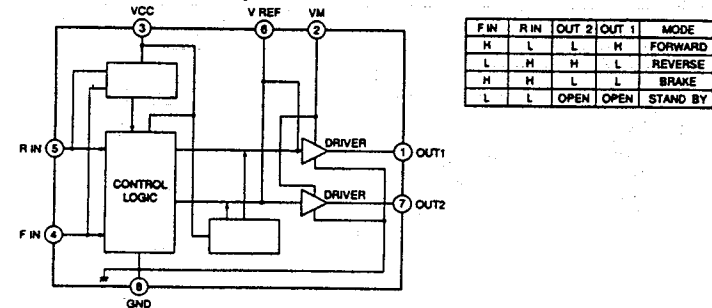 VCC
V REF
VM
3
6
2
R IN
5
DRIVER
1
OUT1
CONTROL
LOGIC
DRIVER
7
OUT2
F IN
4
8
GND
F IN R IN OUT 2 OUT 1 MODE
H L L H FORWARD
L H H L REVERSE
H H L L BRAKE
L L OPEN OPEN STAND BY